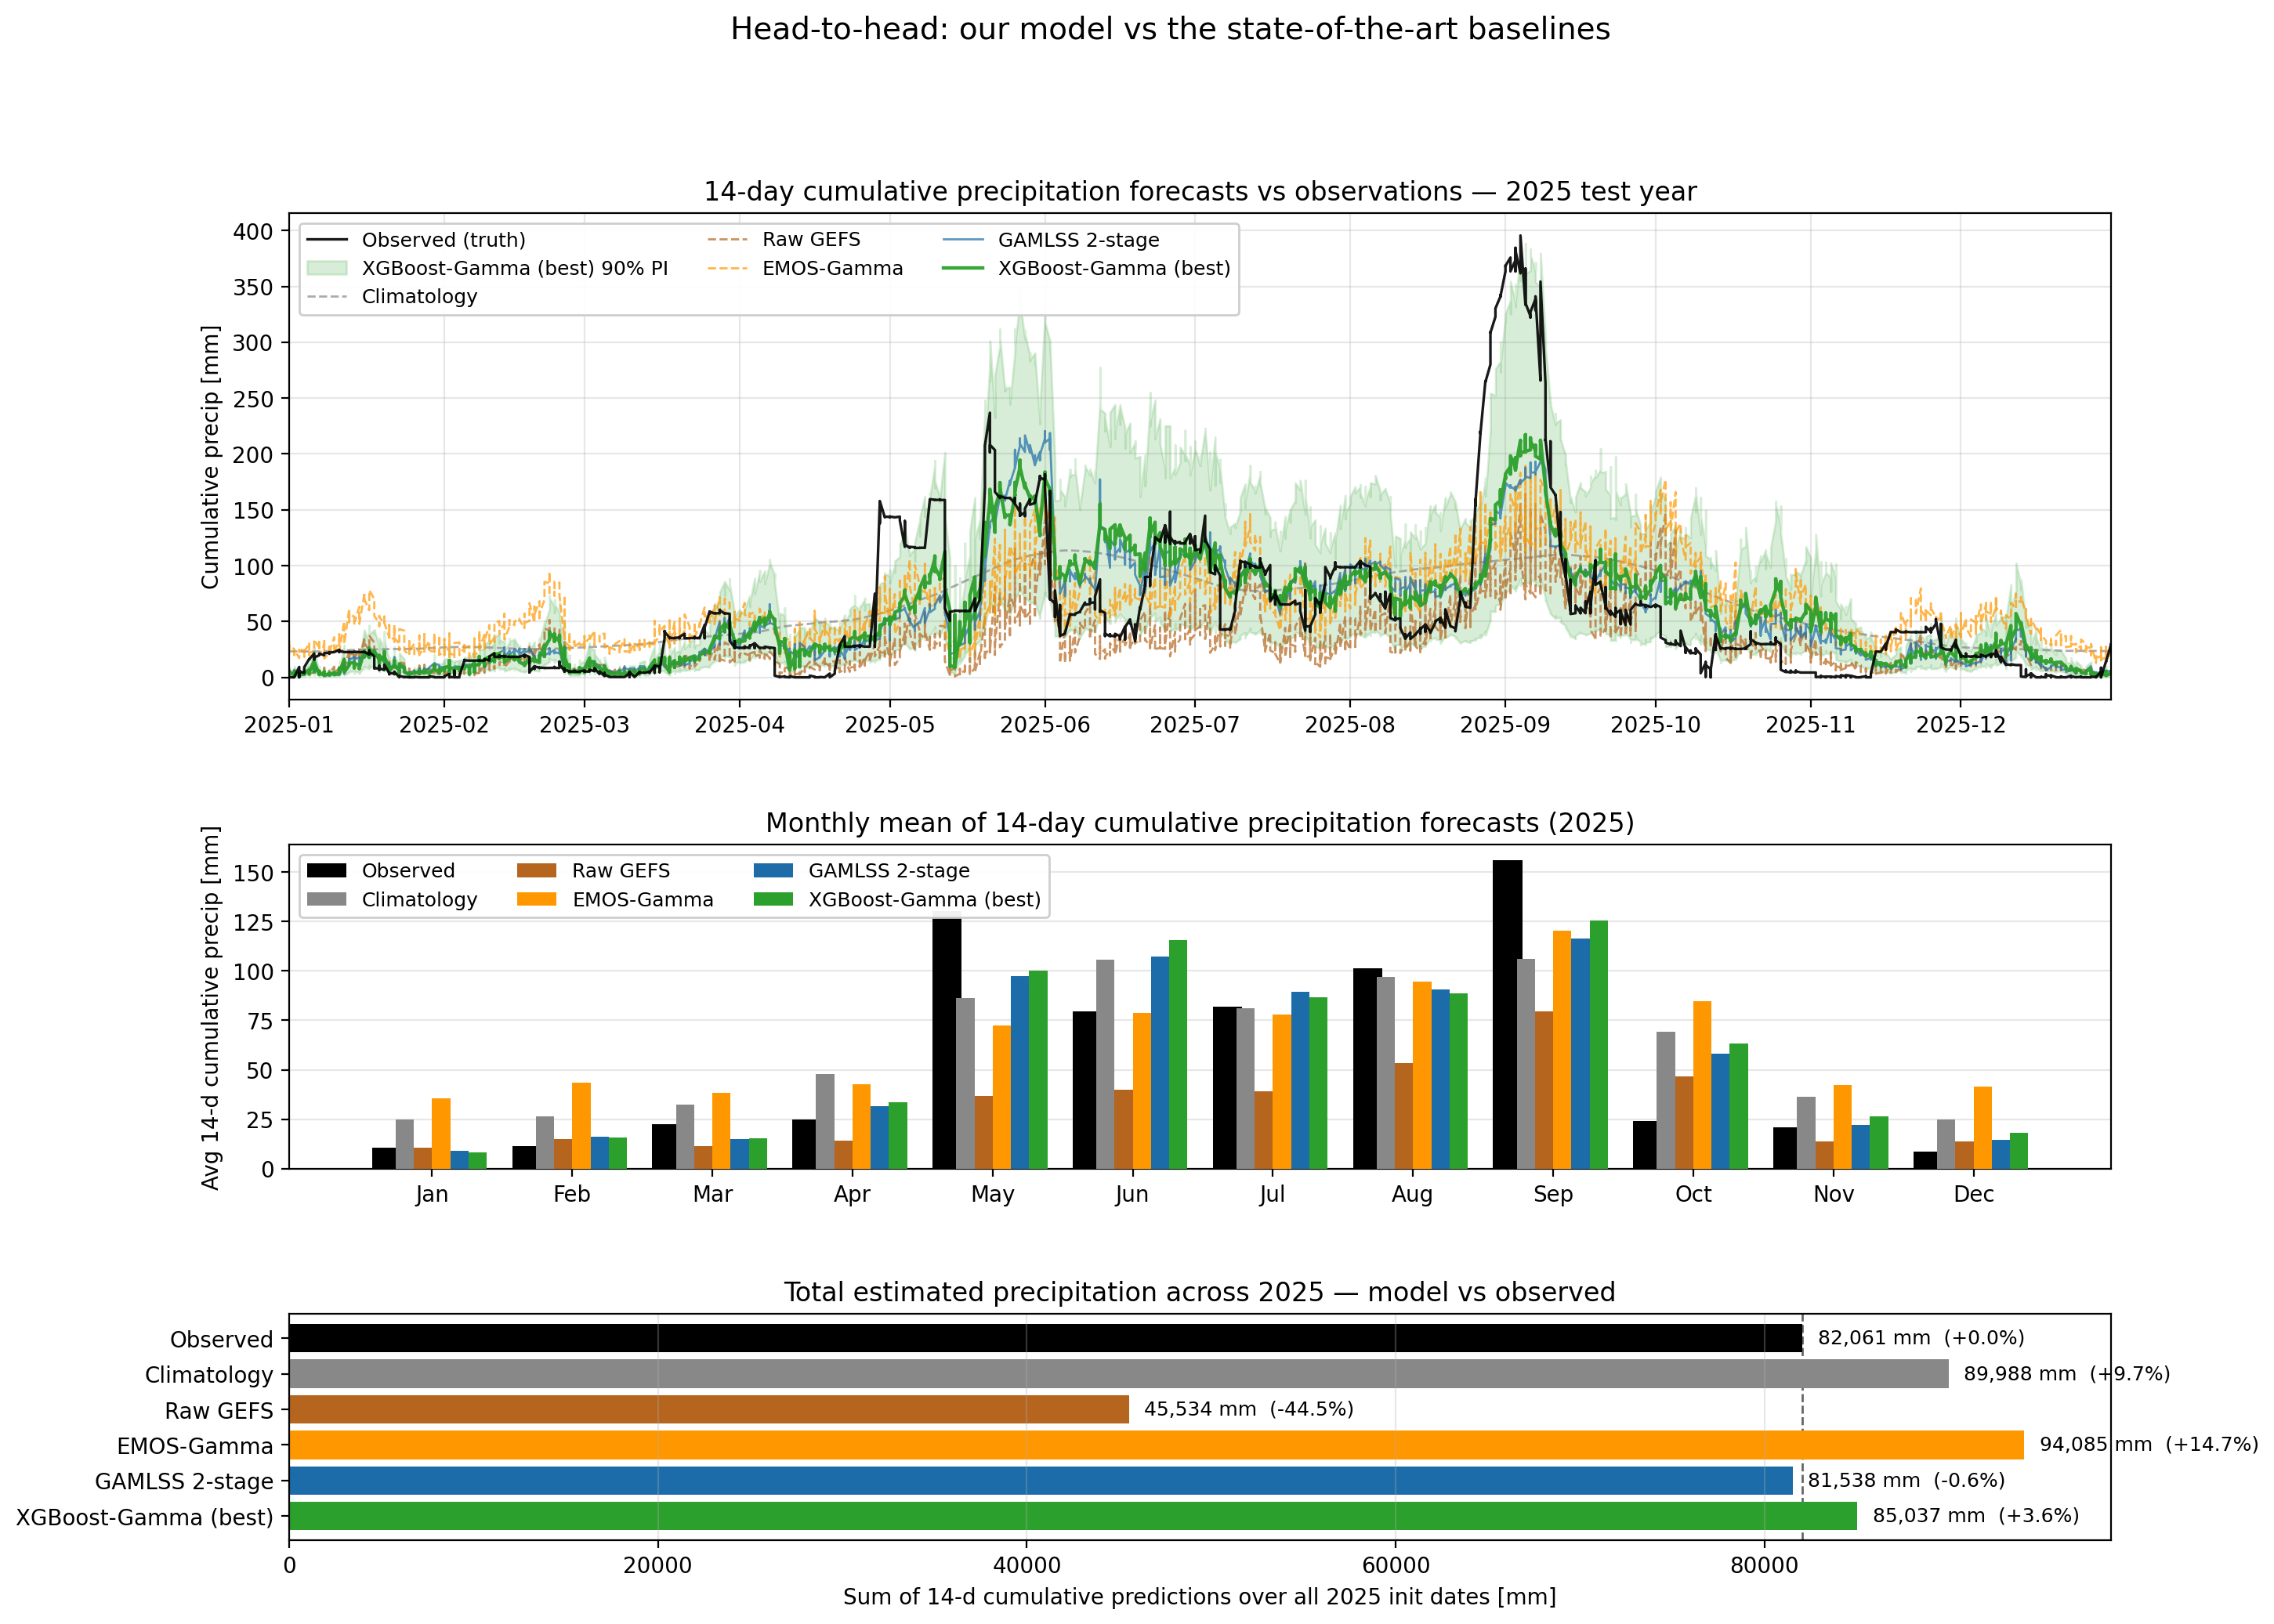 Head-to-head: our model vs the state-of-the-art baselines
14-day cumulative precipitation forecasts vs observations — 2025 test year
Cumulative precip [mm]
400
350
300
250
200
150
100
50
0
Observed (truth)
XGBoost-Gamma (best) 90% PI
Climatology
Raw GEFS
EMOS-Gamma
GAMLSS 2-stage
XGBoost-Gamma (best)
2025-01 2025-02 2025-03 2025-04 2025-05 2025-06 2025-07 2025-08 2025-09 2025-10 2025-11 2025-12
Monthly mean of 14-day cumulative precipitation forecasts (2025)
Avg 14-d cumulative precip [mm]
150
125
100
75
50
25
0
Observed
Climatology
Raw GEFS
EMOS-Gamma
GAMLSS 2-stage
XGBoost-Gamma (best)
Jan Feb Mar Apr May Jun Jul Aug Sep Oct Nov Dec
Total estimated precipitation across 2025 — model vs observed
Observed 82,061 mm (+0.0%)
Climatology 89,988 mm (+9.7%)
Raw GEFS 45,534 mm (-44.5%)
EMOS-Gamma 94,085 mm (+14.7%)
GAMLSS 2-stage 81,538 mm (-0.6%)
XGBoost-Gamma (best) 85,037 mm (+3.6%)
0 20000 40000 60000 80000
Sum of 14-d cumulative predictions over all 2025 init dates [mm]